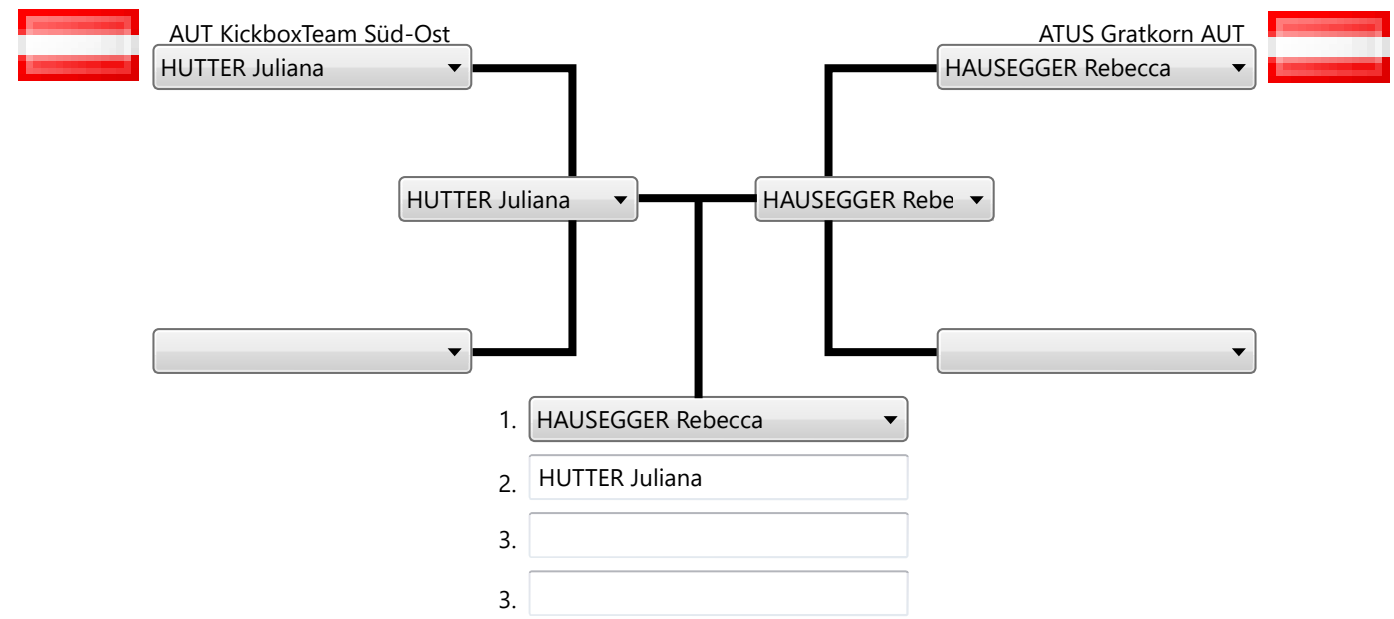 AUT KickboxTeam Süd-Ost
ATUS Gratkorn AUT
HUTTER Juliana
HAUSEGGER Rebecca
HUTTER Juliana
HAUSEGGER Rebe
1. HAUSEGGER Rebecca
2. HUTTER Juliana
3.
3.